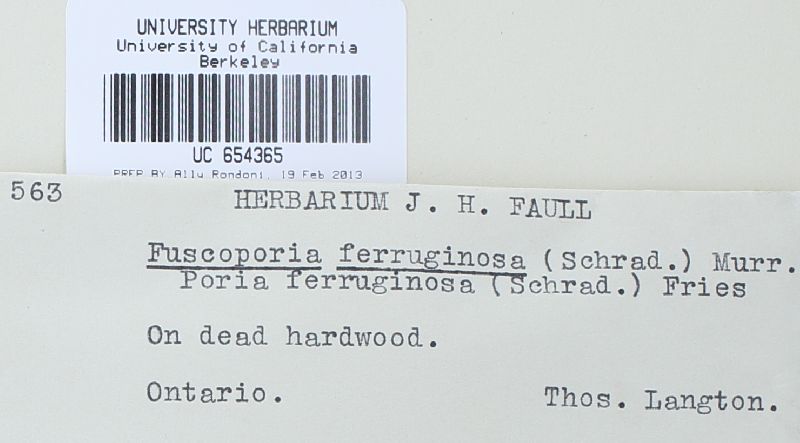 UNIVERSITY HERBARIUM
University of California
Berkeley
UC 654365
PREP BY Ally Rondoni, 19 Feb 2013
563
HERBARIUM J. H. FAULL
Fuscoporia ferruginosa (Schrad.) Murr.
Poria ferruginosa (Schrad.) Fries
On dead hardwood.
Ontario. Thos. Langton.